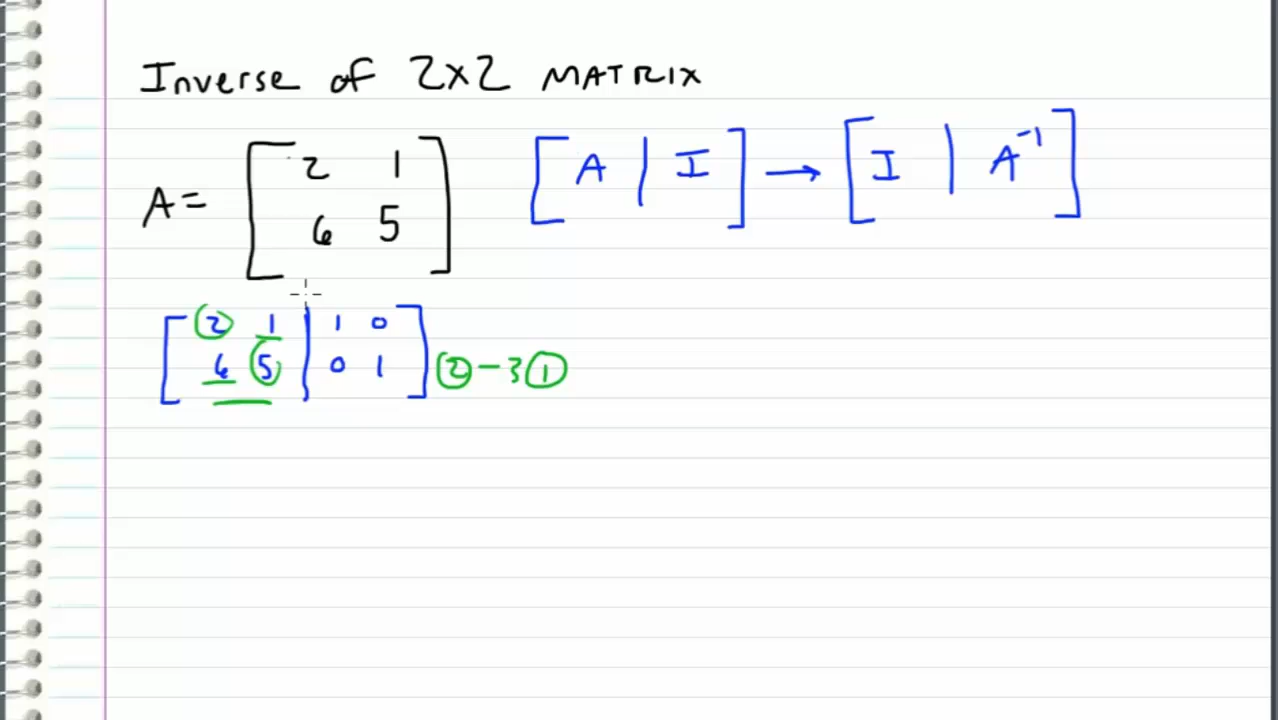 Inverse of 2x2 MATRIX
A = [ 2 1
6 5 ]
[ A | I ] → [ I | A⁻¹ ]
[ 2 1 | 1 0
6 5 | 0 1 ] ② - 3①